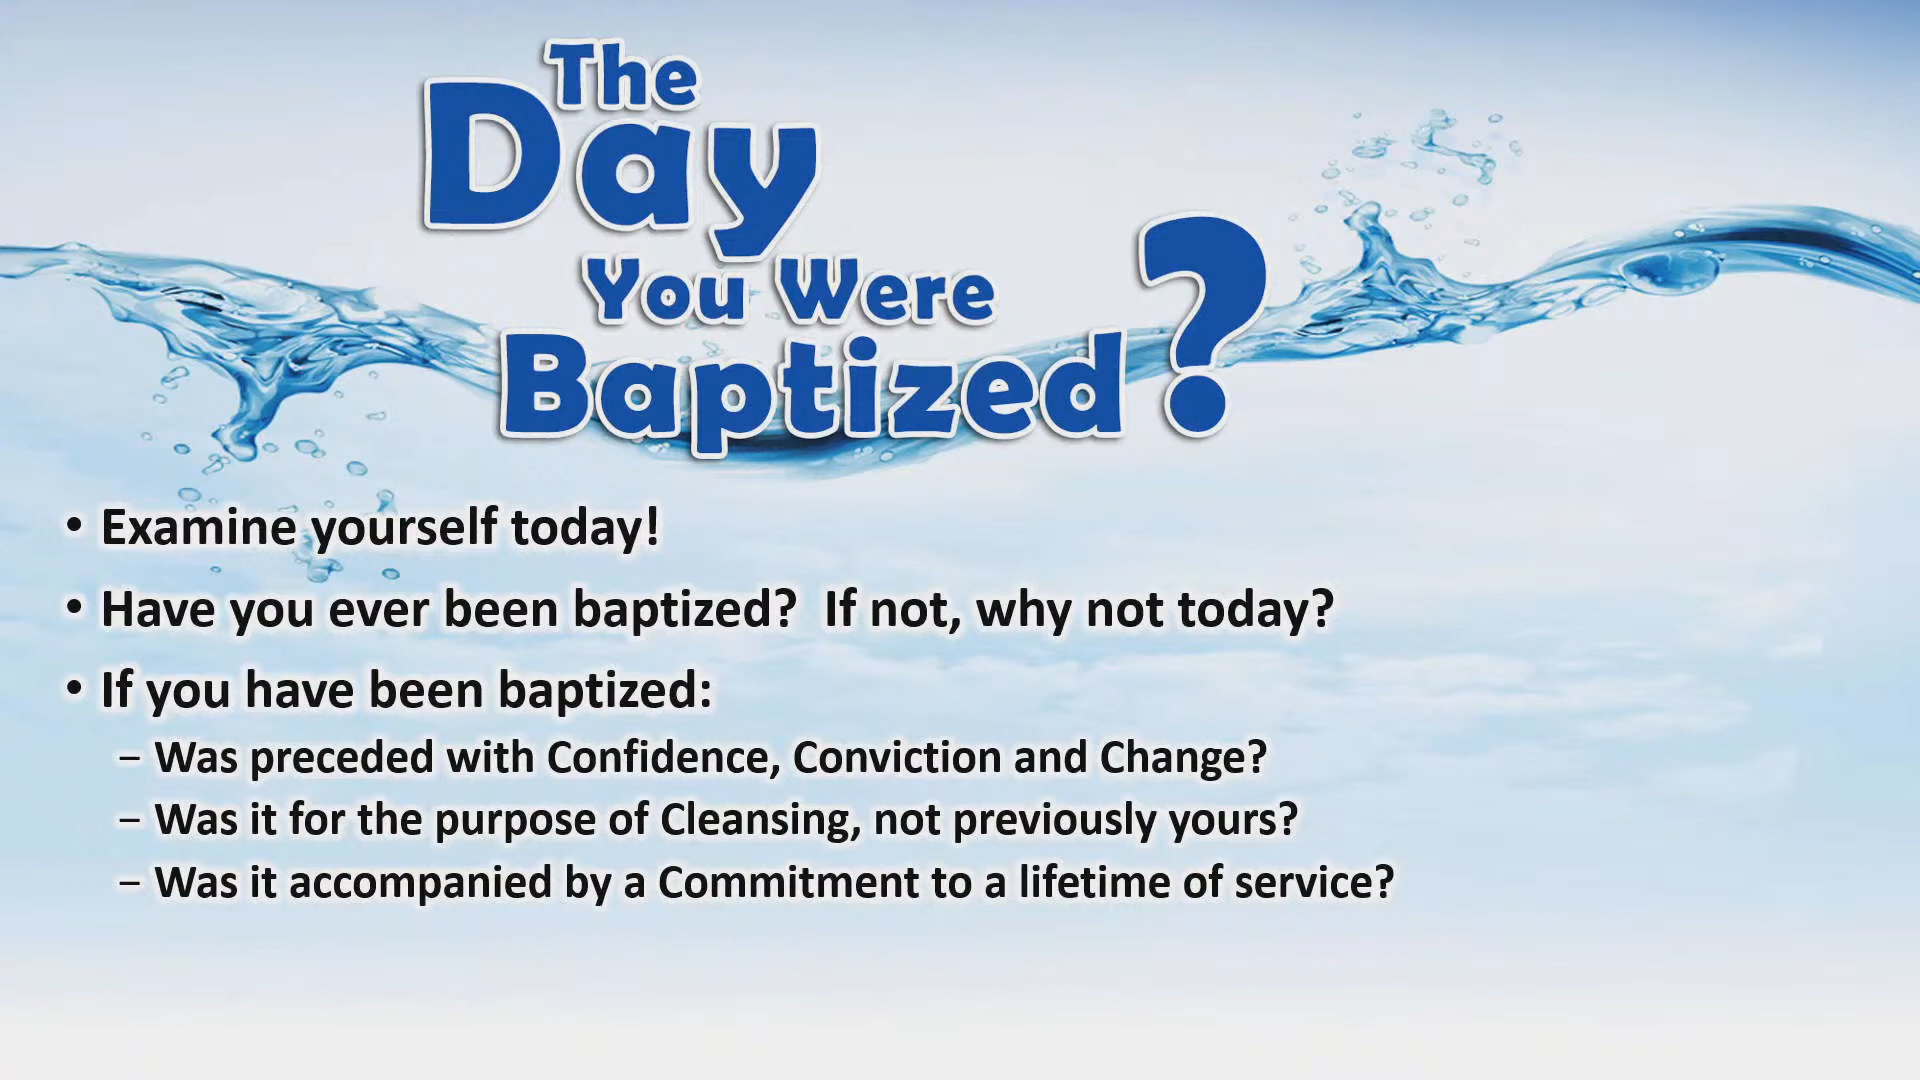 The
Day
You Were
Baptized?
• Examine yourself today!
• Have you ever been baptized?  If not, why not today?
• If you have been baptized:
– Was preceded with Confidence, Conviction and Change?
– Was it for the purpose of Cleansing, not previously yours?
– Was it accompanied by a Commitment to a lifetime of service?